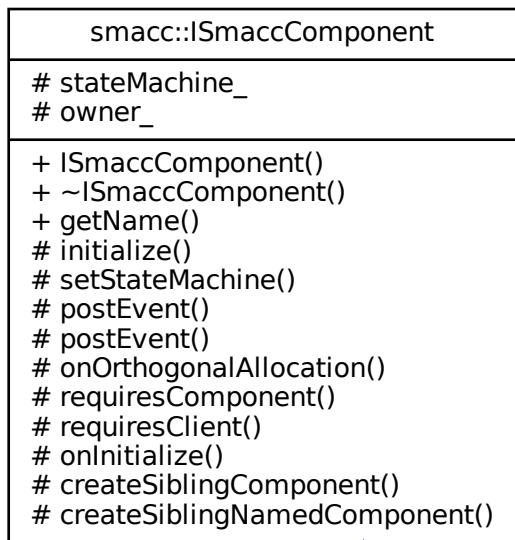 smacc::ISmaccComponent
# stateMachine_
# owner_
+ ISmaccComponent()
+ ~ISmaccComponent()
+ getName()
# initialize()
# setStateMachine()
# postEvent()
# postEvent()
# onOrthogonalAllocation()
# requiresComponent()
# requiresClient()
# onInitialize()
# createSiblingComponent()
# createSiblingNamedComponent()